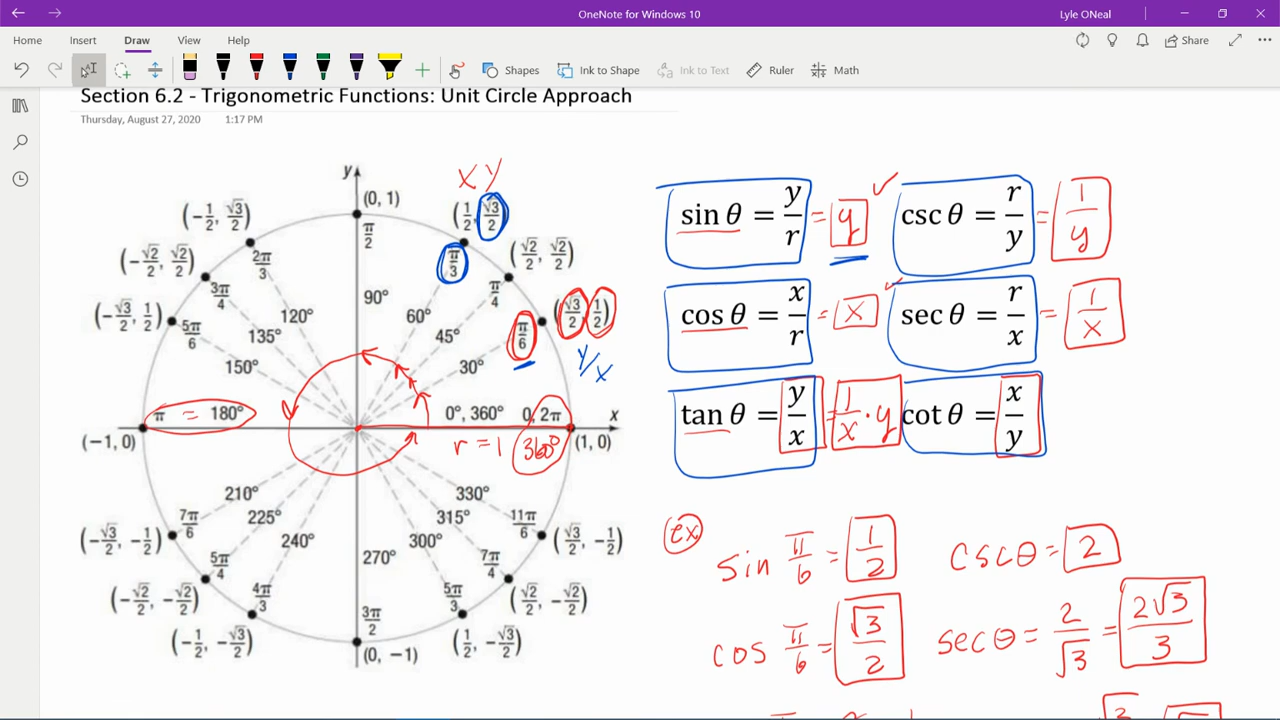 OneNote for Windows 10
Lyle ONeal
Home Insert Draw View Help
Share
Shapes Ink to Shape Ink to Text Ruler Math
Section 6.2 - Trigonometric Functions: Unit Circle Approach
Thursday, August 27, 2020 1:17 PM
y
X Y
(0, 1)
(-1/2, √3/2)
(1/2, √3/2)
(-√2/2, √2/2)
(√2/2, √2/2)
(-√3/2, 1/2)
(√3/2, 1/2)
π/2
2π/3
π/3
3π/4
π/4
5π/6
π/6
90°
120° 60°
135° 45°
150° 30°
y/x
π = 180°
0°, 360° 0, 2π
x
(-1, 0)
r = 1 360°
(1, 0)
210° 330°
225° 315°
240° 300°
270°
7π/6
11π/6
5π/4
7π/4
4π/3
5π/3
3π/2
(-√3/2, -1/2)
(√3/2, -1/2)
(-√2/2, -√2/2)
(√2/2, -√2/2)
(-1/2, -√3/2)
(1/2, -√3/2)
(0, -1)
sin θ = y/r = y
csc θ = r/y = 1/y
cos θ = x/r = x
sec θ = r/x = 1/x
tan θ = y/x = 1/x · y
cot θ = x/y
ex
sin π/6 = 1/2
csc θ = 2
cos π/6 = √3/2
sec θ = 2/√3 = 2√3/3